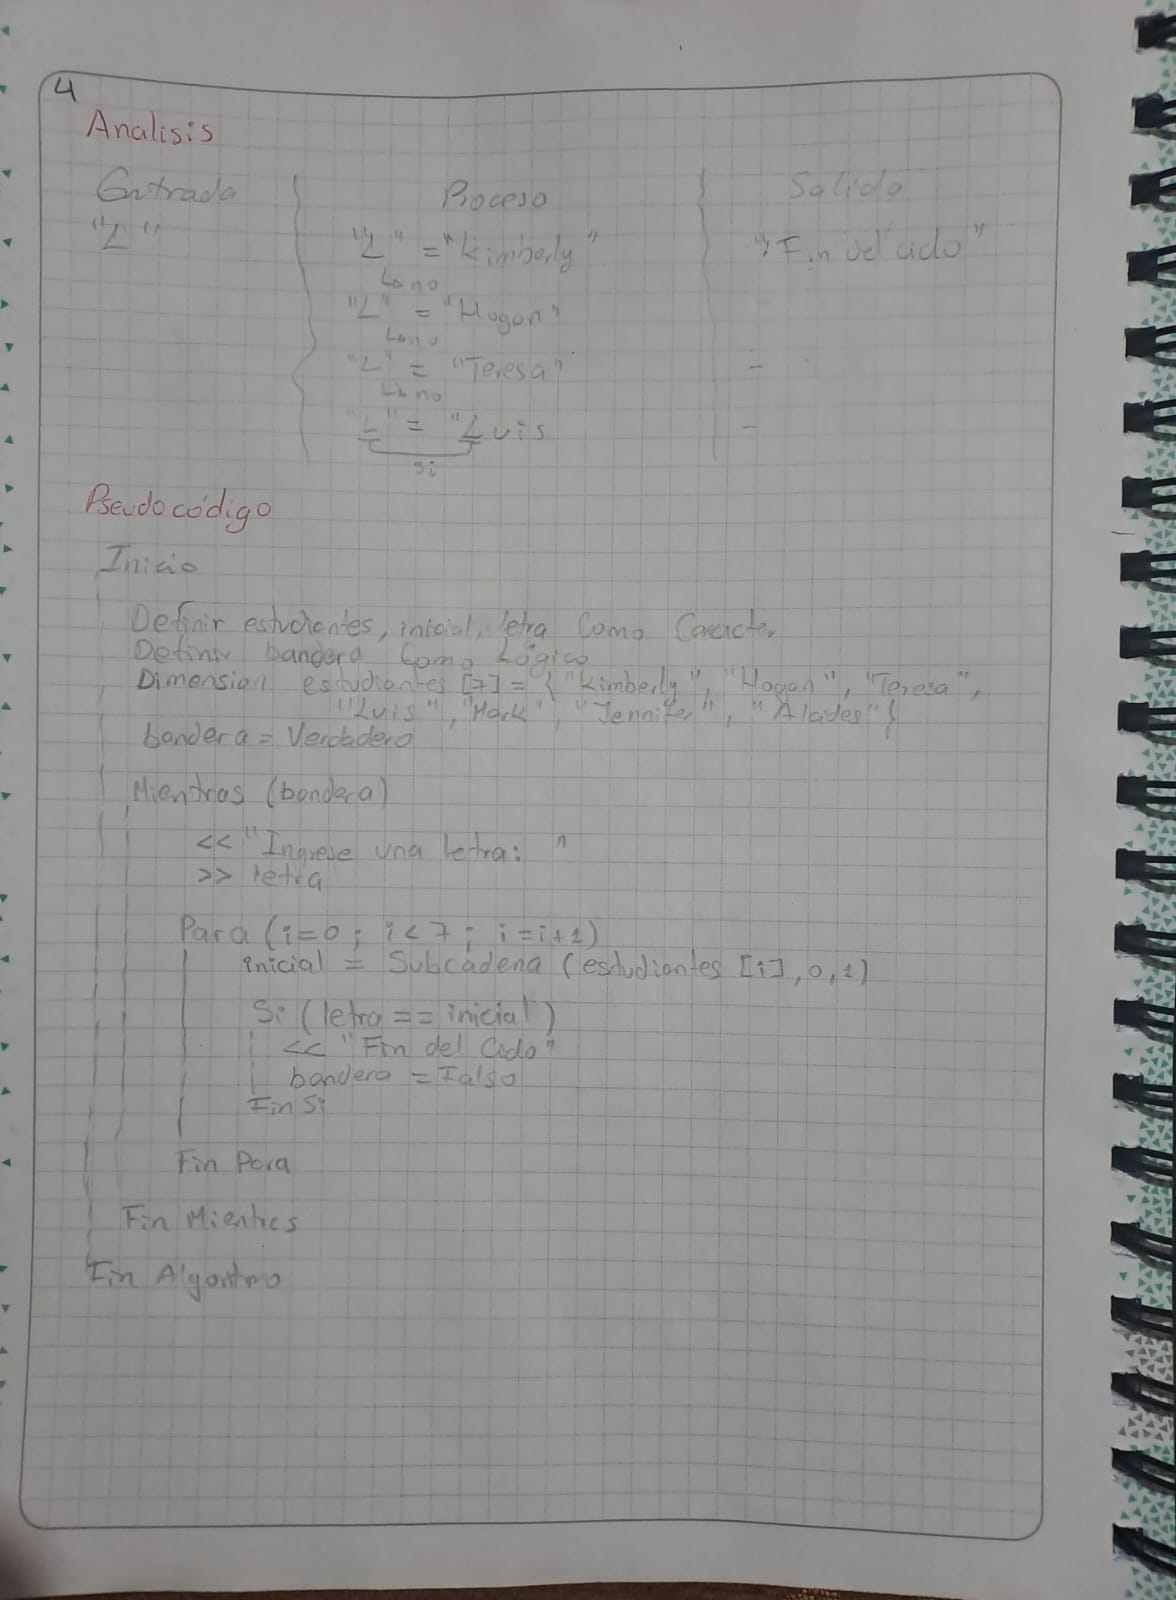 4
Analisis
Entrada Proceso Salida
"L" "L" = "Kimberly" "Fin del ciclo"
↳ no
"L" = "Hogan"
↳ no
"L" = "Teresa" -
↳ no
"L" = "Luis -
si
Pseudocódigo
Inicio
Definir estudiantes, inicial, letra Como Caracter
Definir bandera Como Lógico
Dimension estudiantes [7] = { "Kimberly", "Hogan", "Teresa",
"Luis", "Mark", "Jennifer", "Alcides" }
bandera = Verdadero
Mientras (bandera)
<< "Ingrese una letra: "
>> letra
Para (i=0 ; i<7 ; i=i+1)
inicial = Subcadena (estudiantes [i], 0, 1)
Si (letra == inicial)
<< "Fin del Ciclo"
bandera = Falso
Fin Si
Fin Para
Fin Mientras
Fin Algoritmo